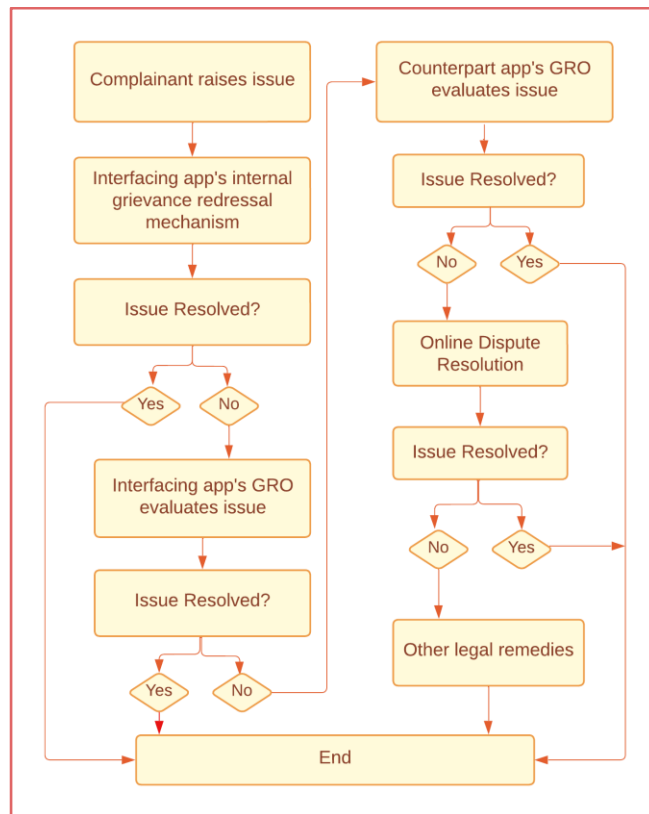 Complainant raises issue
Interfacing app's internal
grievance redressal
mechanism
Issue Resolved?
Yes
No
Interfacing app's GRO
evaluates issue
Issue Resolved?
Yes
No
Counterpart app's GRO
evaluates issue
Issue Resolved?
No
Yes
Online Dispute
Resolution
Issue Resolved?
No
Yes
Other legal remedies
End